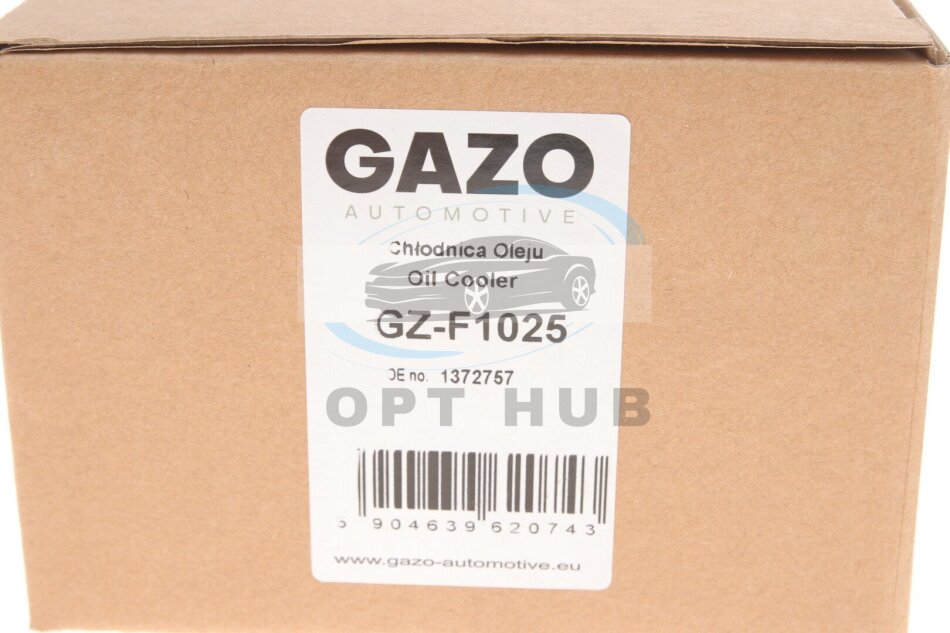 GAZO
AUTOMOTIVE
Chłodnica Oleju
Oil Cooler
GZ-F1025
OE no. 1372757
OPT HUB
5 904639 620743
www.gazo-automotive.eu